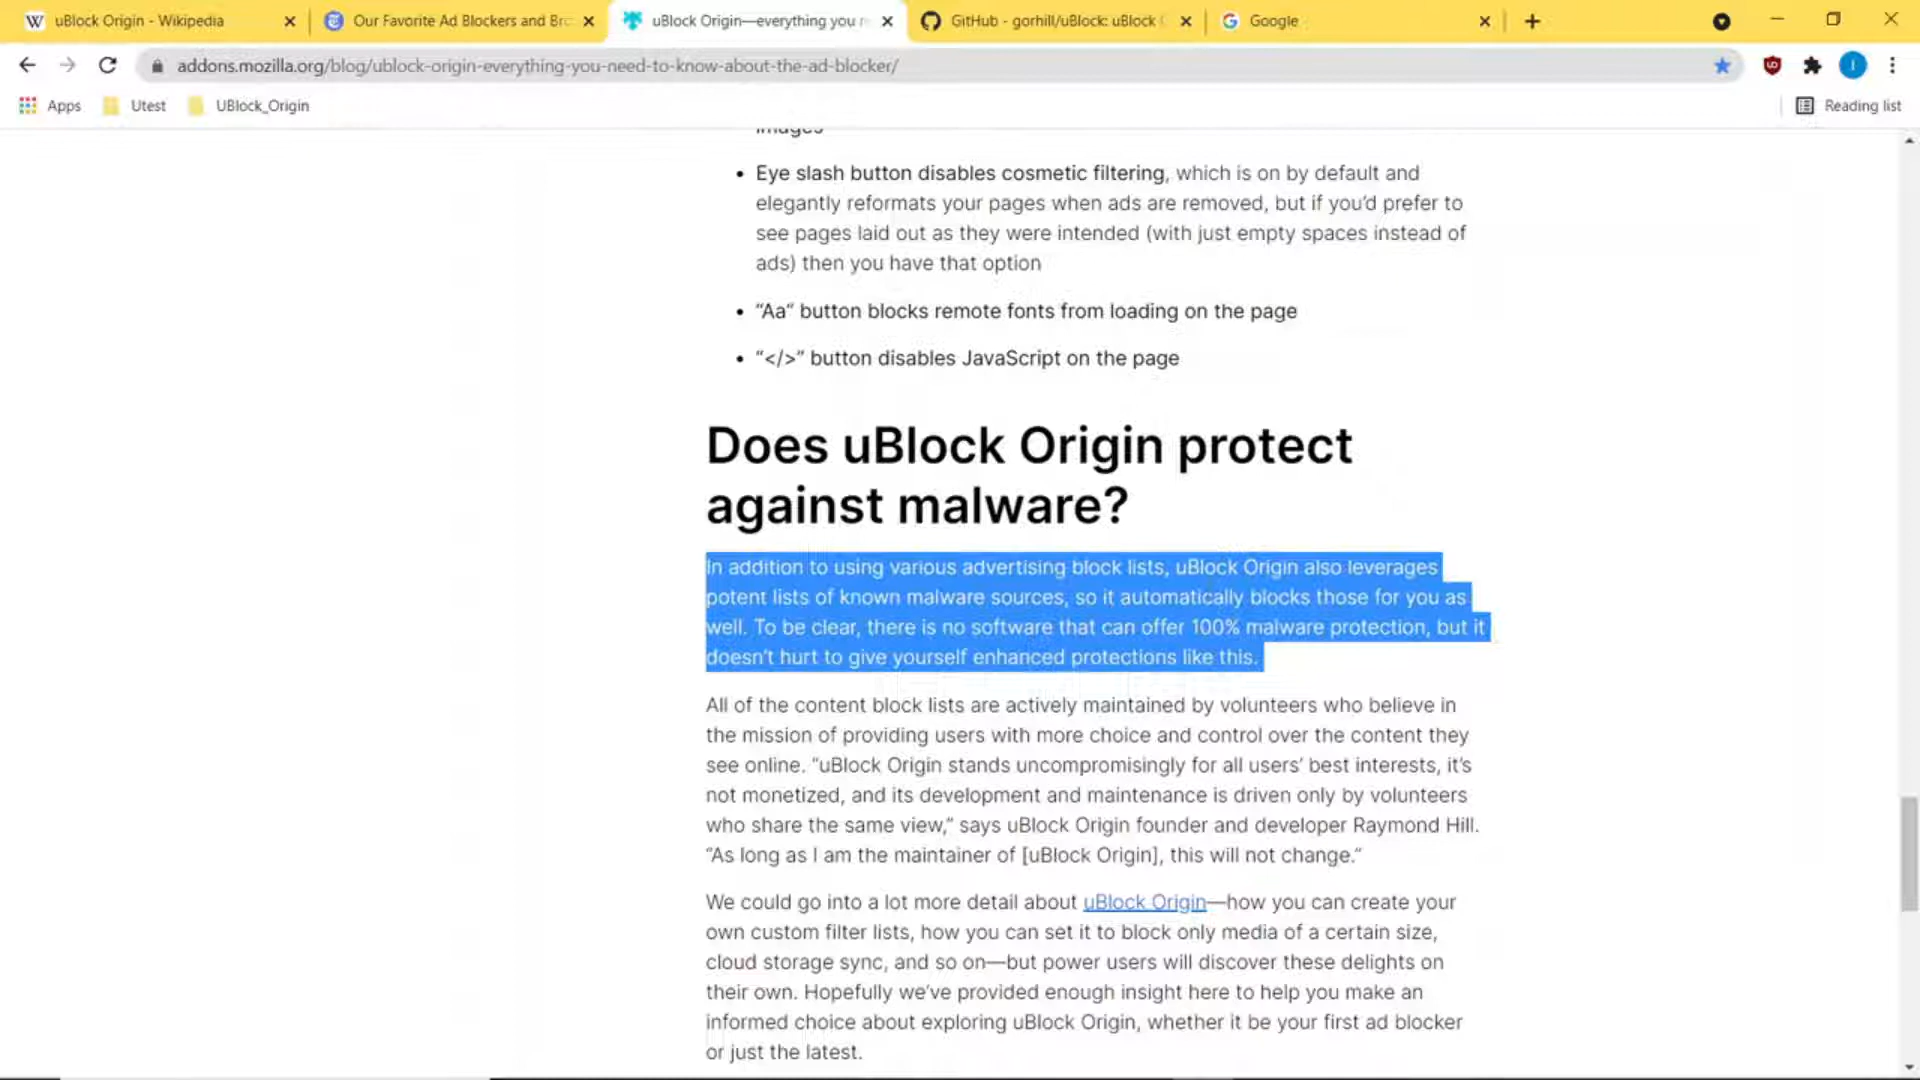 uBlock Origin - Wikipedia
Our Favorite Ad Blockers and Bro
uBlock Origin—everything you n
GitHub - gorhill/uBlock: uBlock O
Google
addons.mozilla.org/blog/ublock-origin-everything-you-need-to-know-about-the-ad-blocker/
Apps
Utest
UBlock_Origin
Reading list
images
• Eye slash button disables cosmetic filtering, which is on by default and
elegantly reformats your pages when ads are removed, but if you’d prefer to
see pages laid out as they were intended (with just empty spaces instead of
ads) then you have that option
• “Aa” button blocks remote fonts from loading on the page
• “</>” button disables JavaScript on the page
Does uBlock Origin protect
against malware?
In addition to using various advertising block lists, uBlock Origin also leverages
potent lists of known malware sources, so it automatically blocks those for you as
well. To be clear, there is no software that can offer 100% malware protection, but it
doesn’t hurt to give yourself enhanced protections like this.
All of the content block lists are actively maintained by volunteers who believe in
the mission of providing users with more choice and control over the content they
see online. “uBlock Origin stands uncompromisingly for all users’ best interests, it’s
not monetized, and its development and maintenance is driven only by volunteers
who share the same view,” says uBlock Origin founder and developer Raymond Hill.
“As long as I am the maintainer of [uBlock Origin], this will not change.”
We could go into a lot more detail about uBlock Origin—how you can create your
own custom filter lists, how you can set it to block only media of a certain size,
cloud storage sync, and so on—but power users will discover these delights on
their own. Hopefully we’ve provided enough insight here to help you make an
informed choice about exploring uBlock Origin, whether it be your first ad blocker
or just the latest.